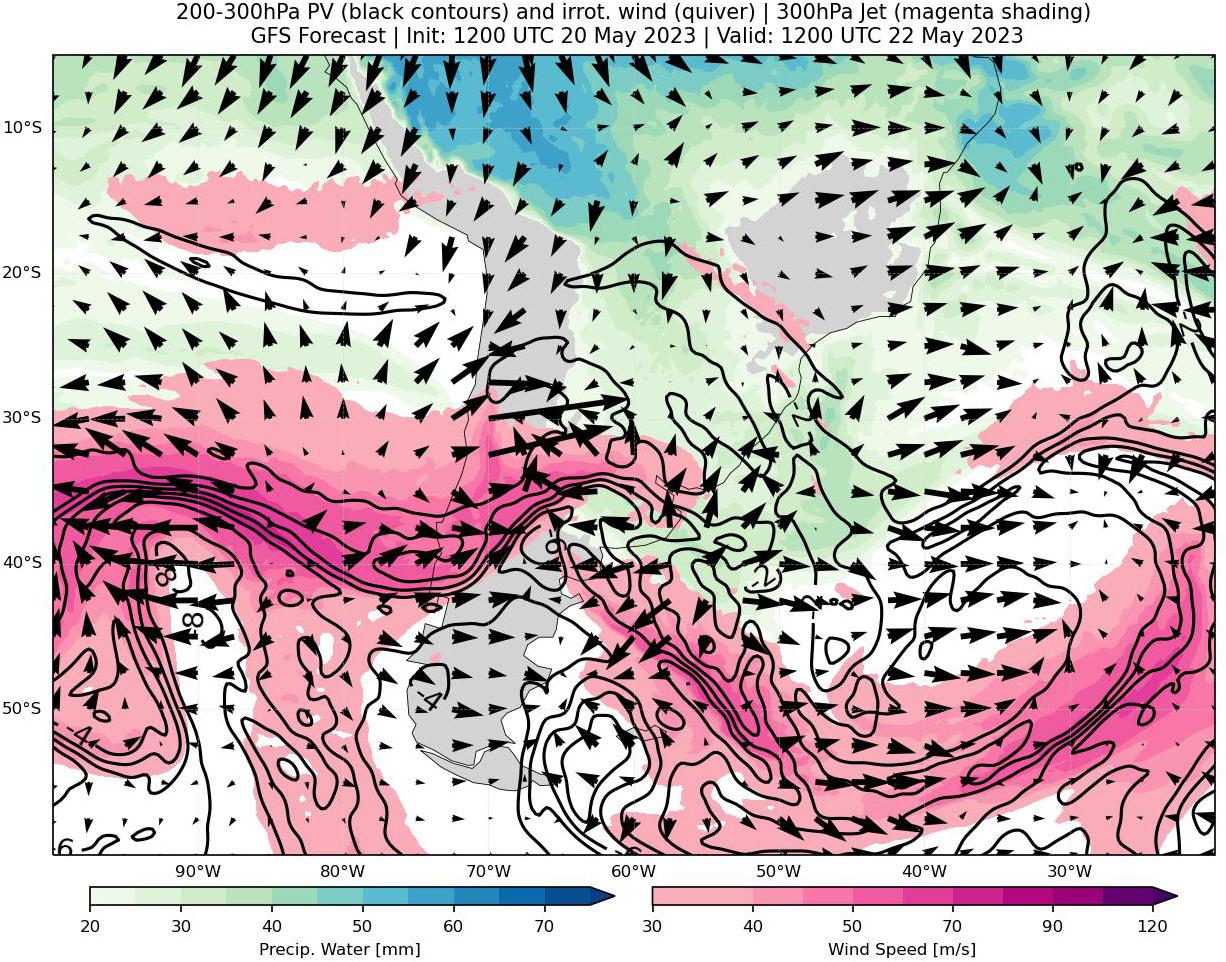 200-300hPa PV (black contours) and irrot. wind (quiver) | 300hPa Jet (magenta shading)
GFS Forecast | Init: 1200 UTC 20 May 2023 | Valid: 1200 UTC 22 May 2023
10°S
20°S
30°S
40°S
50°S
-8
-8
-6
-2
-2
-2
-4
-4
-6
90°W
80°W
70°W
60°W
50°W
40°W
30°W
20
30
40
50
60
70
Precip. Water [mm]
30
40
50
70
90
120
Wind Speed [m/s]